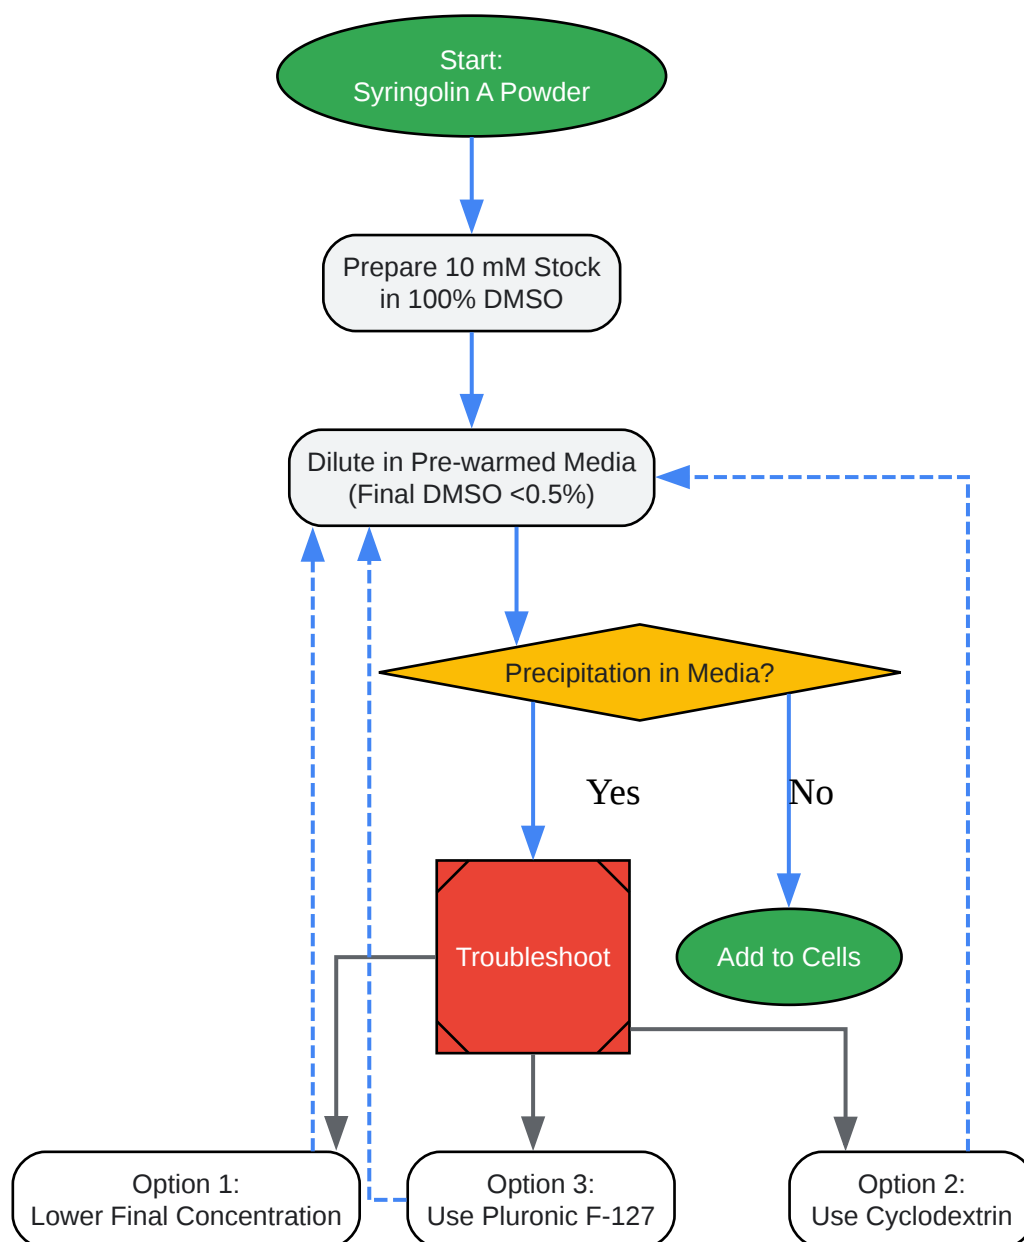 Start:
Syringolin A Powder
Prepare 10 mM Stock
in 100% DMSO
Dilute in Pre-warmed Media
(Final DMSO <0.5%)
Precipitation in Media?
Yes
No
Troubleshoot
Add to Cells
Option 1:
Lower Final Concentration
Option 3:
Use Pluronic F-127
Option 2:
Use Cyclodextrin